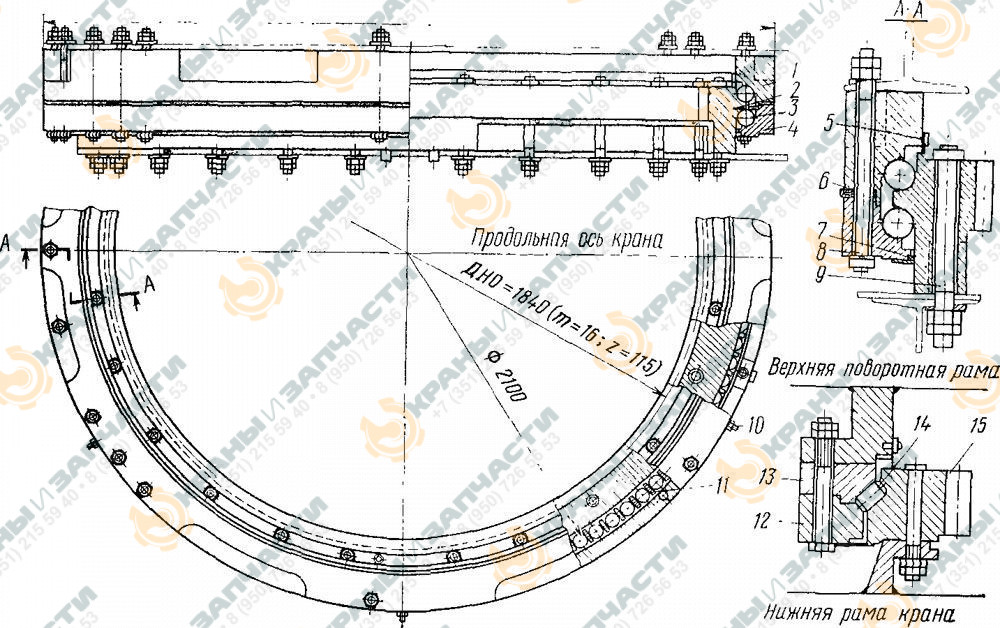 А-А
1
2
3
4
5
6
7
8
9
А
А
Продольная ось крана
ДНО = 1840 (m=16; z=115)
Ф 2100
10
11
Верхняя поворотная рама
14
15
13
12
Нижняя рама крана
КРАНЫ И ЗАПЧАСТИ
+7 (351) 215 59 40 • 8 (950) 726 56 53